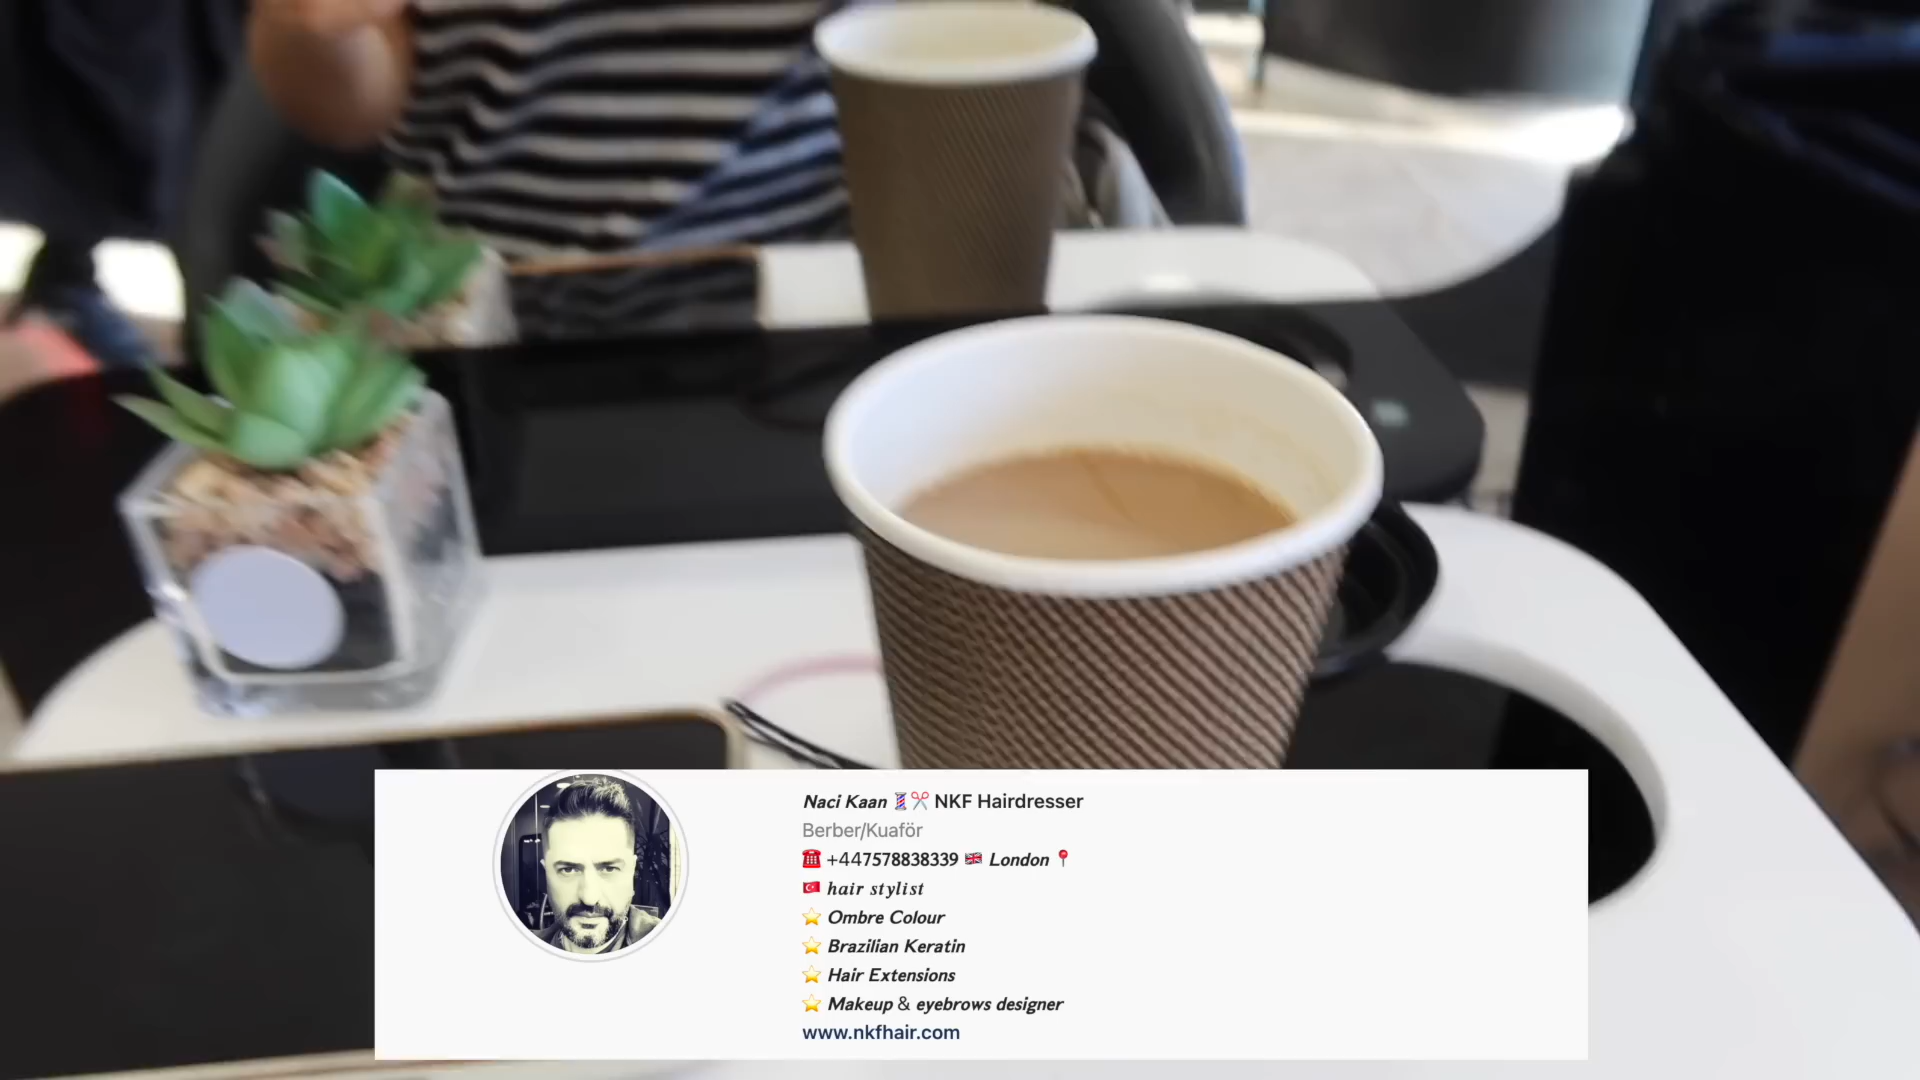 Naci Kaan 💈✂️ NKF Hairdresser
Berber/Kuaför
☎️ +447578838339 🇬🇧 London 📍
🇹🇷 hair stylist
⭐ Ombre Colour
⭐ Brazilian Keratin
⭐ Hair Extensions
⭐ Makeup & eyebrows designer
www.nkfhair.com